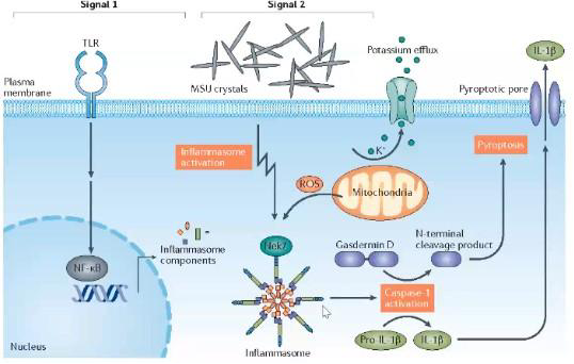 Signal 1
Signal 2
TLR
Plasma
membrane
MSU crystals
Potassium efflux
IL-1β
Pyroptotic pore
Inflammasome
activation
K⁺
Pyroptosis
ROS
Mitochondria
Inflammasome
components
Nek7
Gasdermin D
N-terminal
cleavage product
NF-κB
Caspase-1
activation
Pro-IL-1β
IL-1β
Nucleus
Inflammasome